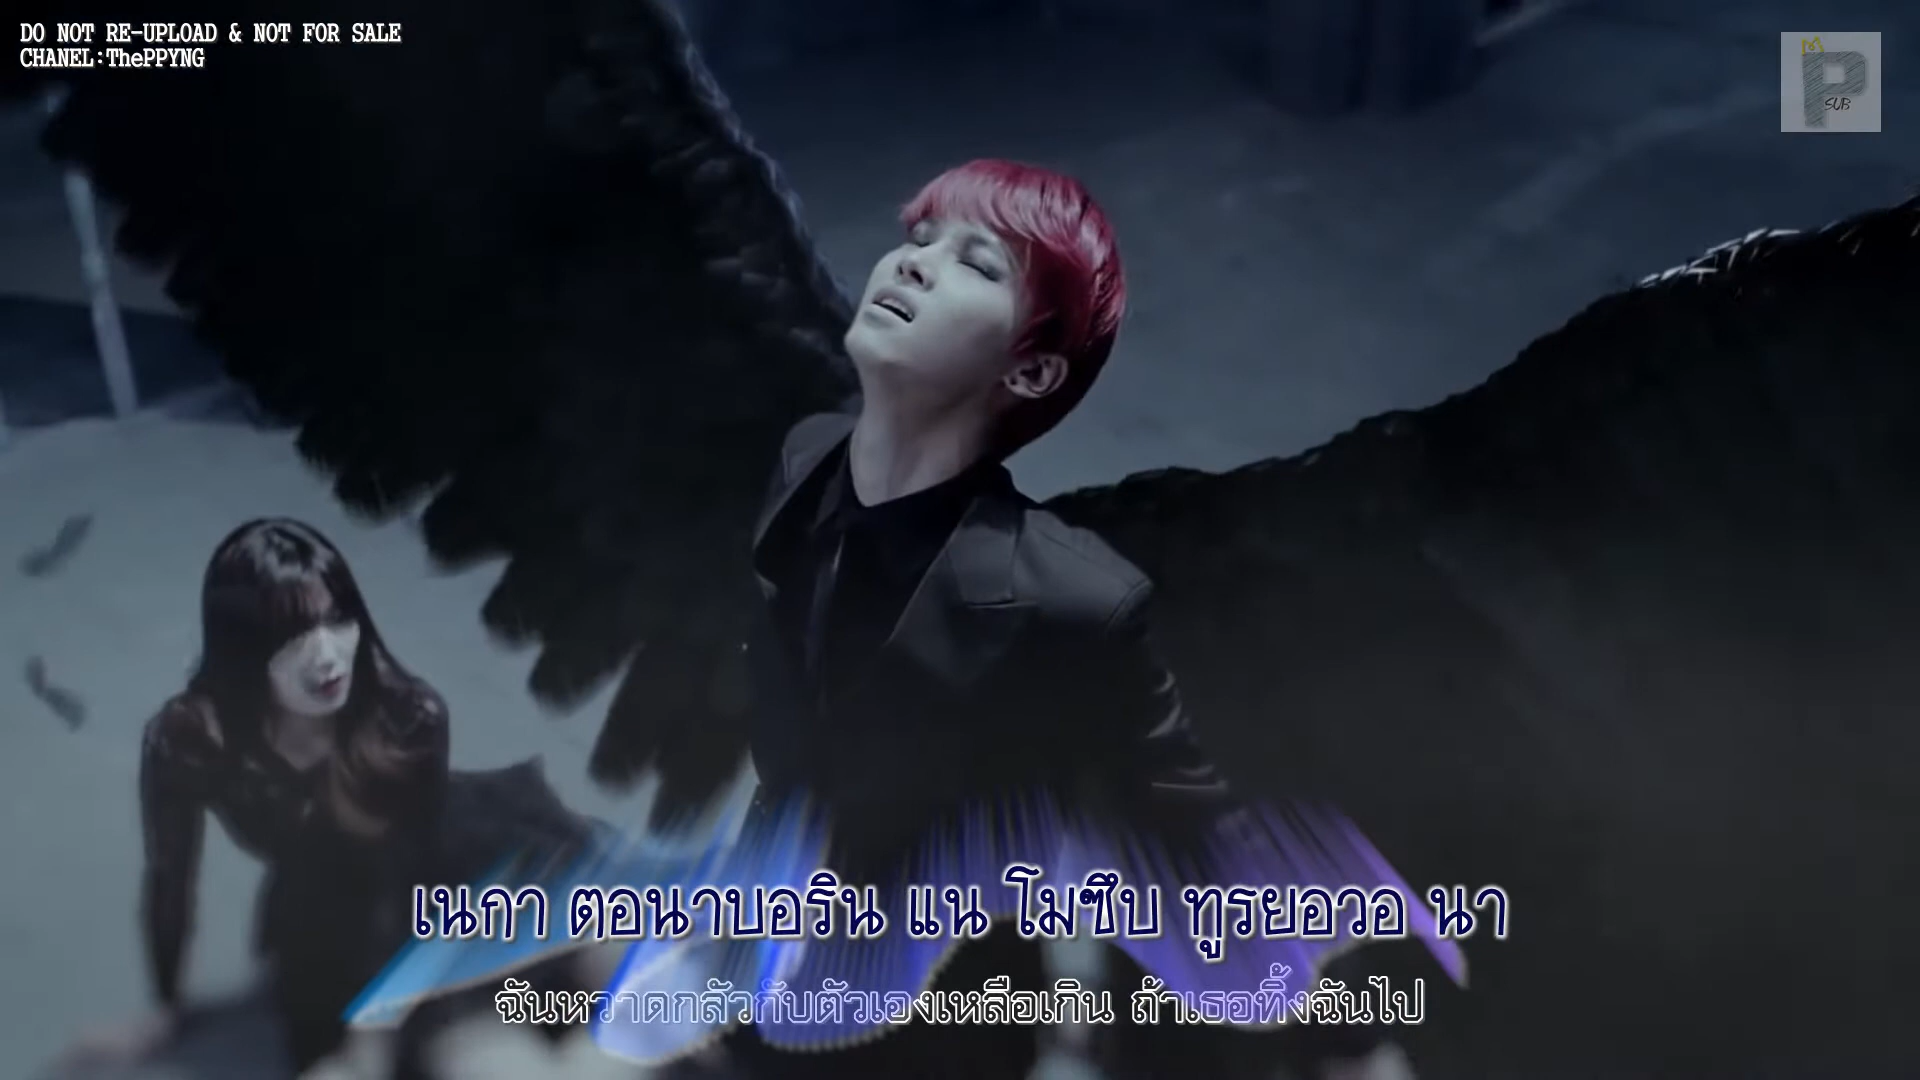 DO NOT RE-UPLOAD & NOT FOR SALE
CHANEL:ThePPYNG
P SUB
เนกา ตอนาบอริน แน โมซึบ ทูรยอวอ นา
ฉันหวาดกลัวกับตัวเองเหลือเกิน ถ้าเธอทิ้งฉันไป